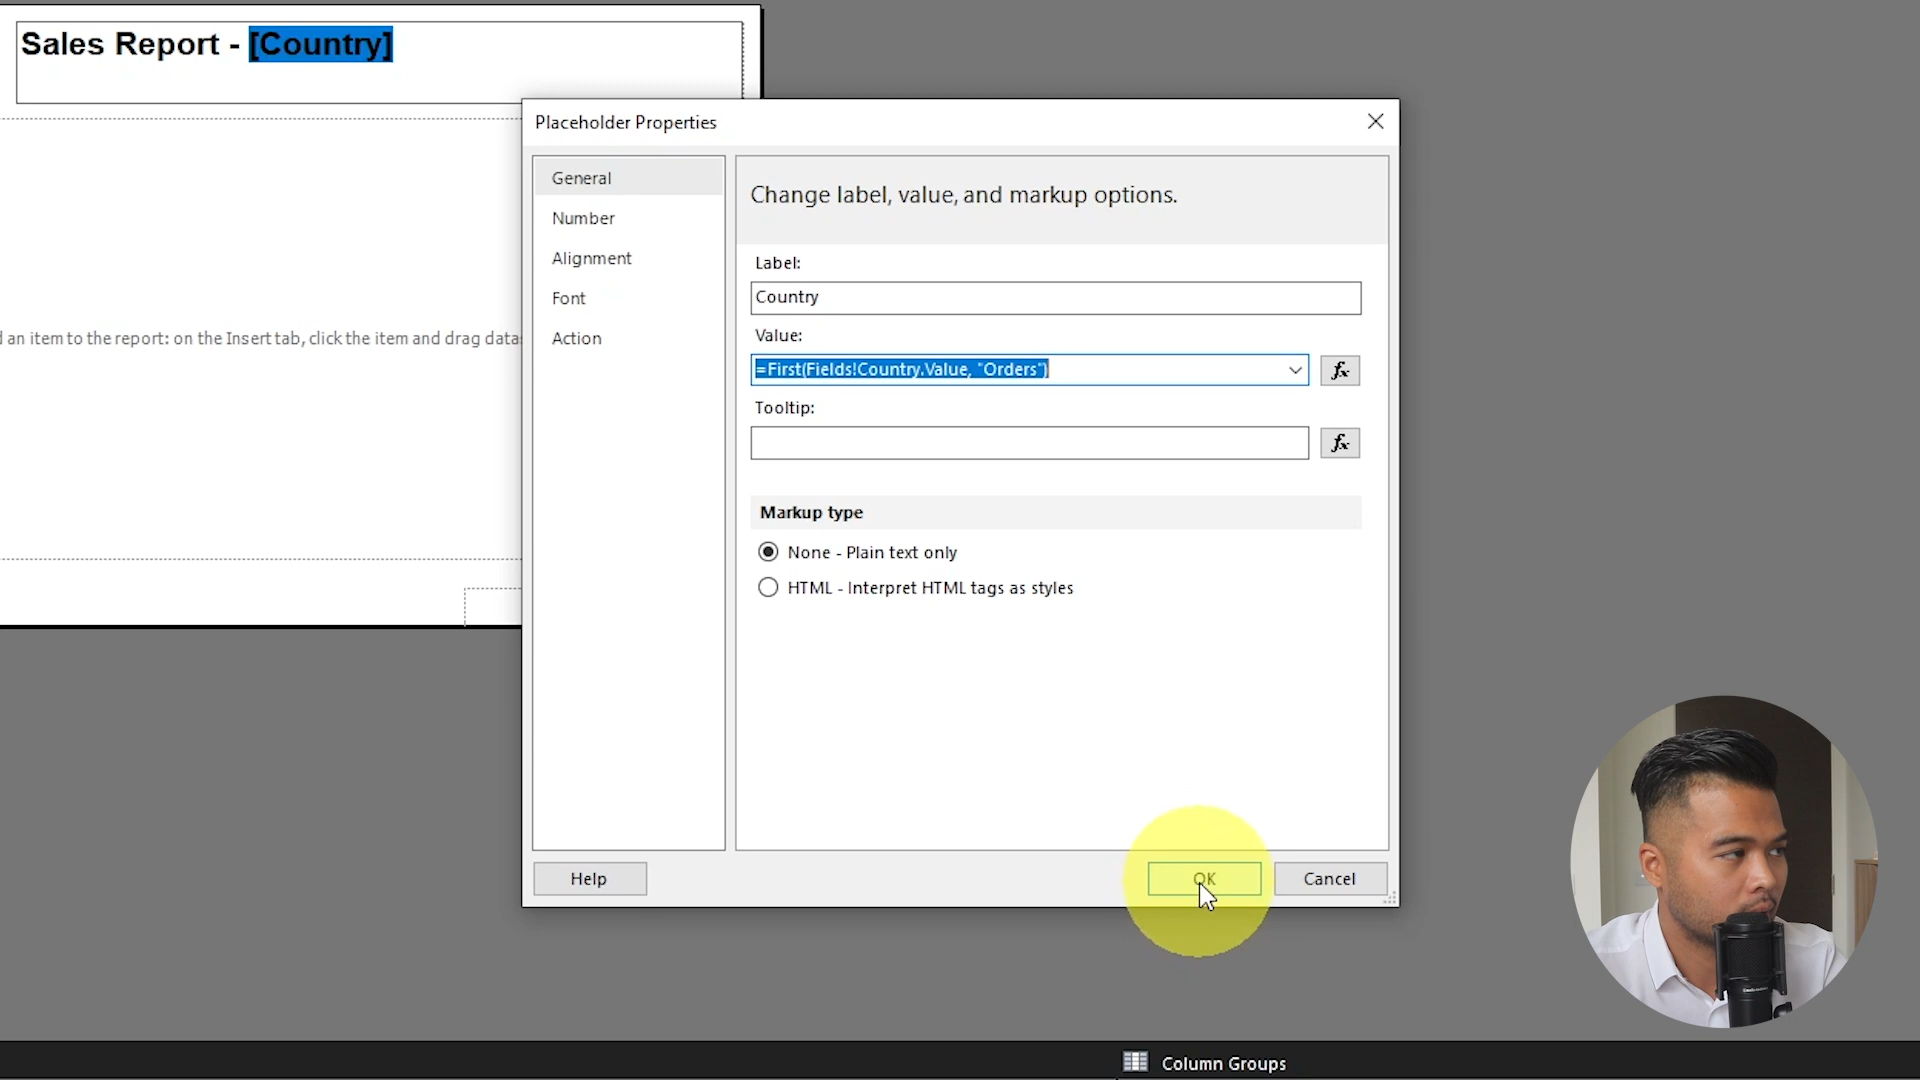 Sales Report - [Country]
Placeholder Properties
General
Number
Alignment
Font
Action
Change label, value, and markup options.
Label:
Country
Value:
=First(Fields!Country.Value, "Orders")
fx
Tooltip:
fx
Markup type
None - Plain text only
HTML - Interpret HTML tags as styles
an item to the report: on the Insert tab, click the item and drag
Help
OK
Cancel
Column Groups